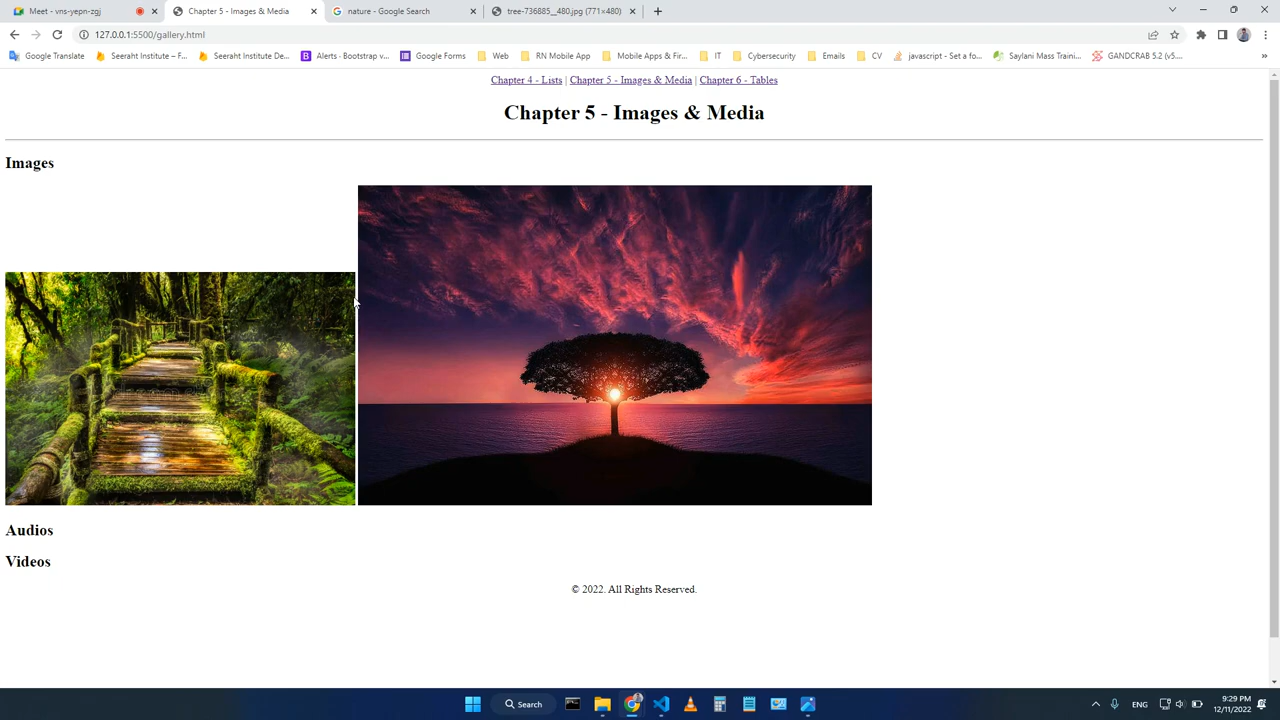 Meet - vns-yepn-zgj
Chapter 5 - Images & Media
nature - Google Search
tree-736885__480.jpg (771×480)
127.0.0.1:5500/gallery.html
Google Translate
Seeraht Institute – F...
Seeraht Institute De...
Alerts · Bootstrap v...
Google Forms
Web
RN Mobile App
Mobile Apps & Fir...
IT
Cybersecurity
Emails
CV
javascript - Set a fo...
Saylani Mass Traini...
GANDCRAB 5.2 (v5....
»
Chapter 4 - Lists | Chapter 5 - Images & Media | Chapter 6 - Tables
Chapter 5 - Images & Media
Images
Audios
Videos
© 2022. All Rights Reserved.
Search
ENG
9:29 PM
12/11/2022